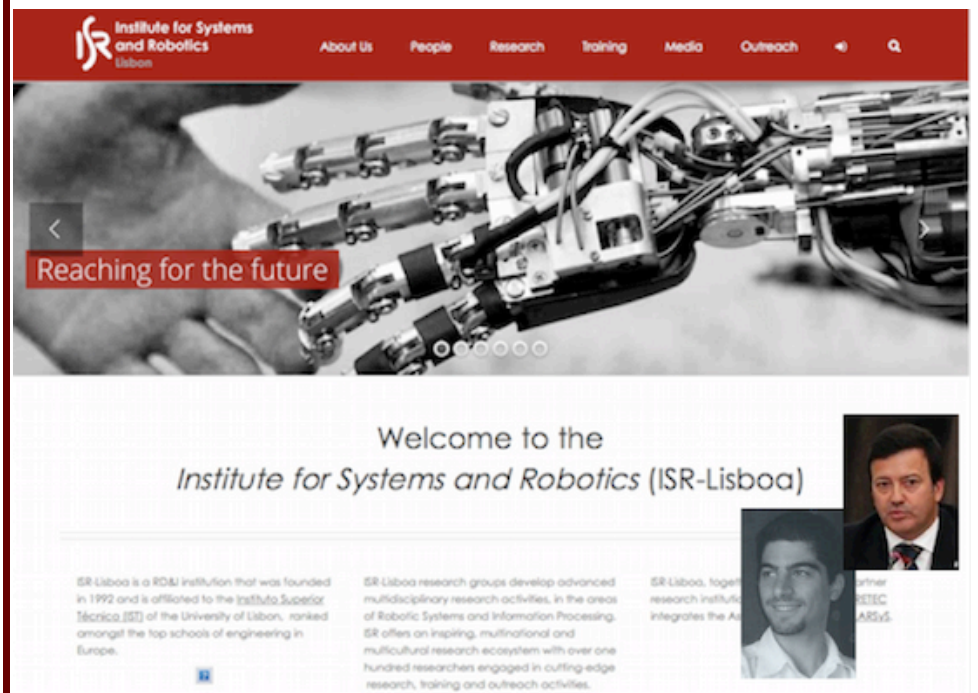 Institute for Systems
and Robotics
Lisbon
About Us People Research Training Media Outreach
Reaching for the future
Welcome to the
Institute for Systems and Robotics (ISR-Lisboa)
ISR-Lisboa is a RD&I institution that was founded
in 1992 and is affiliated to the Instituto Superior
Técnico (IST) of the University of Lisbon, ranked
amongst the top schools of engineering in
Europe.
ISR-Lisboa research groups develop advanced
multidisciplinary research activities, in the areas
of Robotic Systems and Information Processing.
ISR offers an inspiring, multinational and
multicultural research ecosystem with over one
hundred researchers engaged in cutting-edge
research, training and outreach activities.
ISR-Lisboa,
research
integrates the